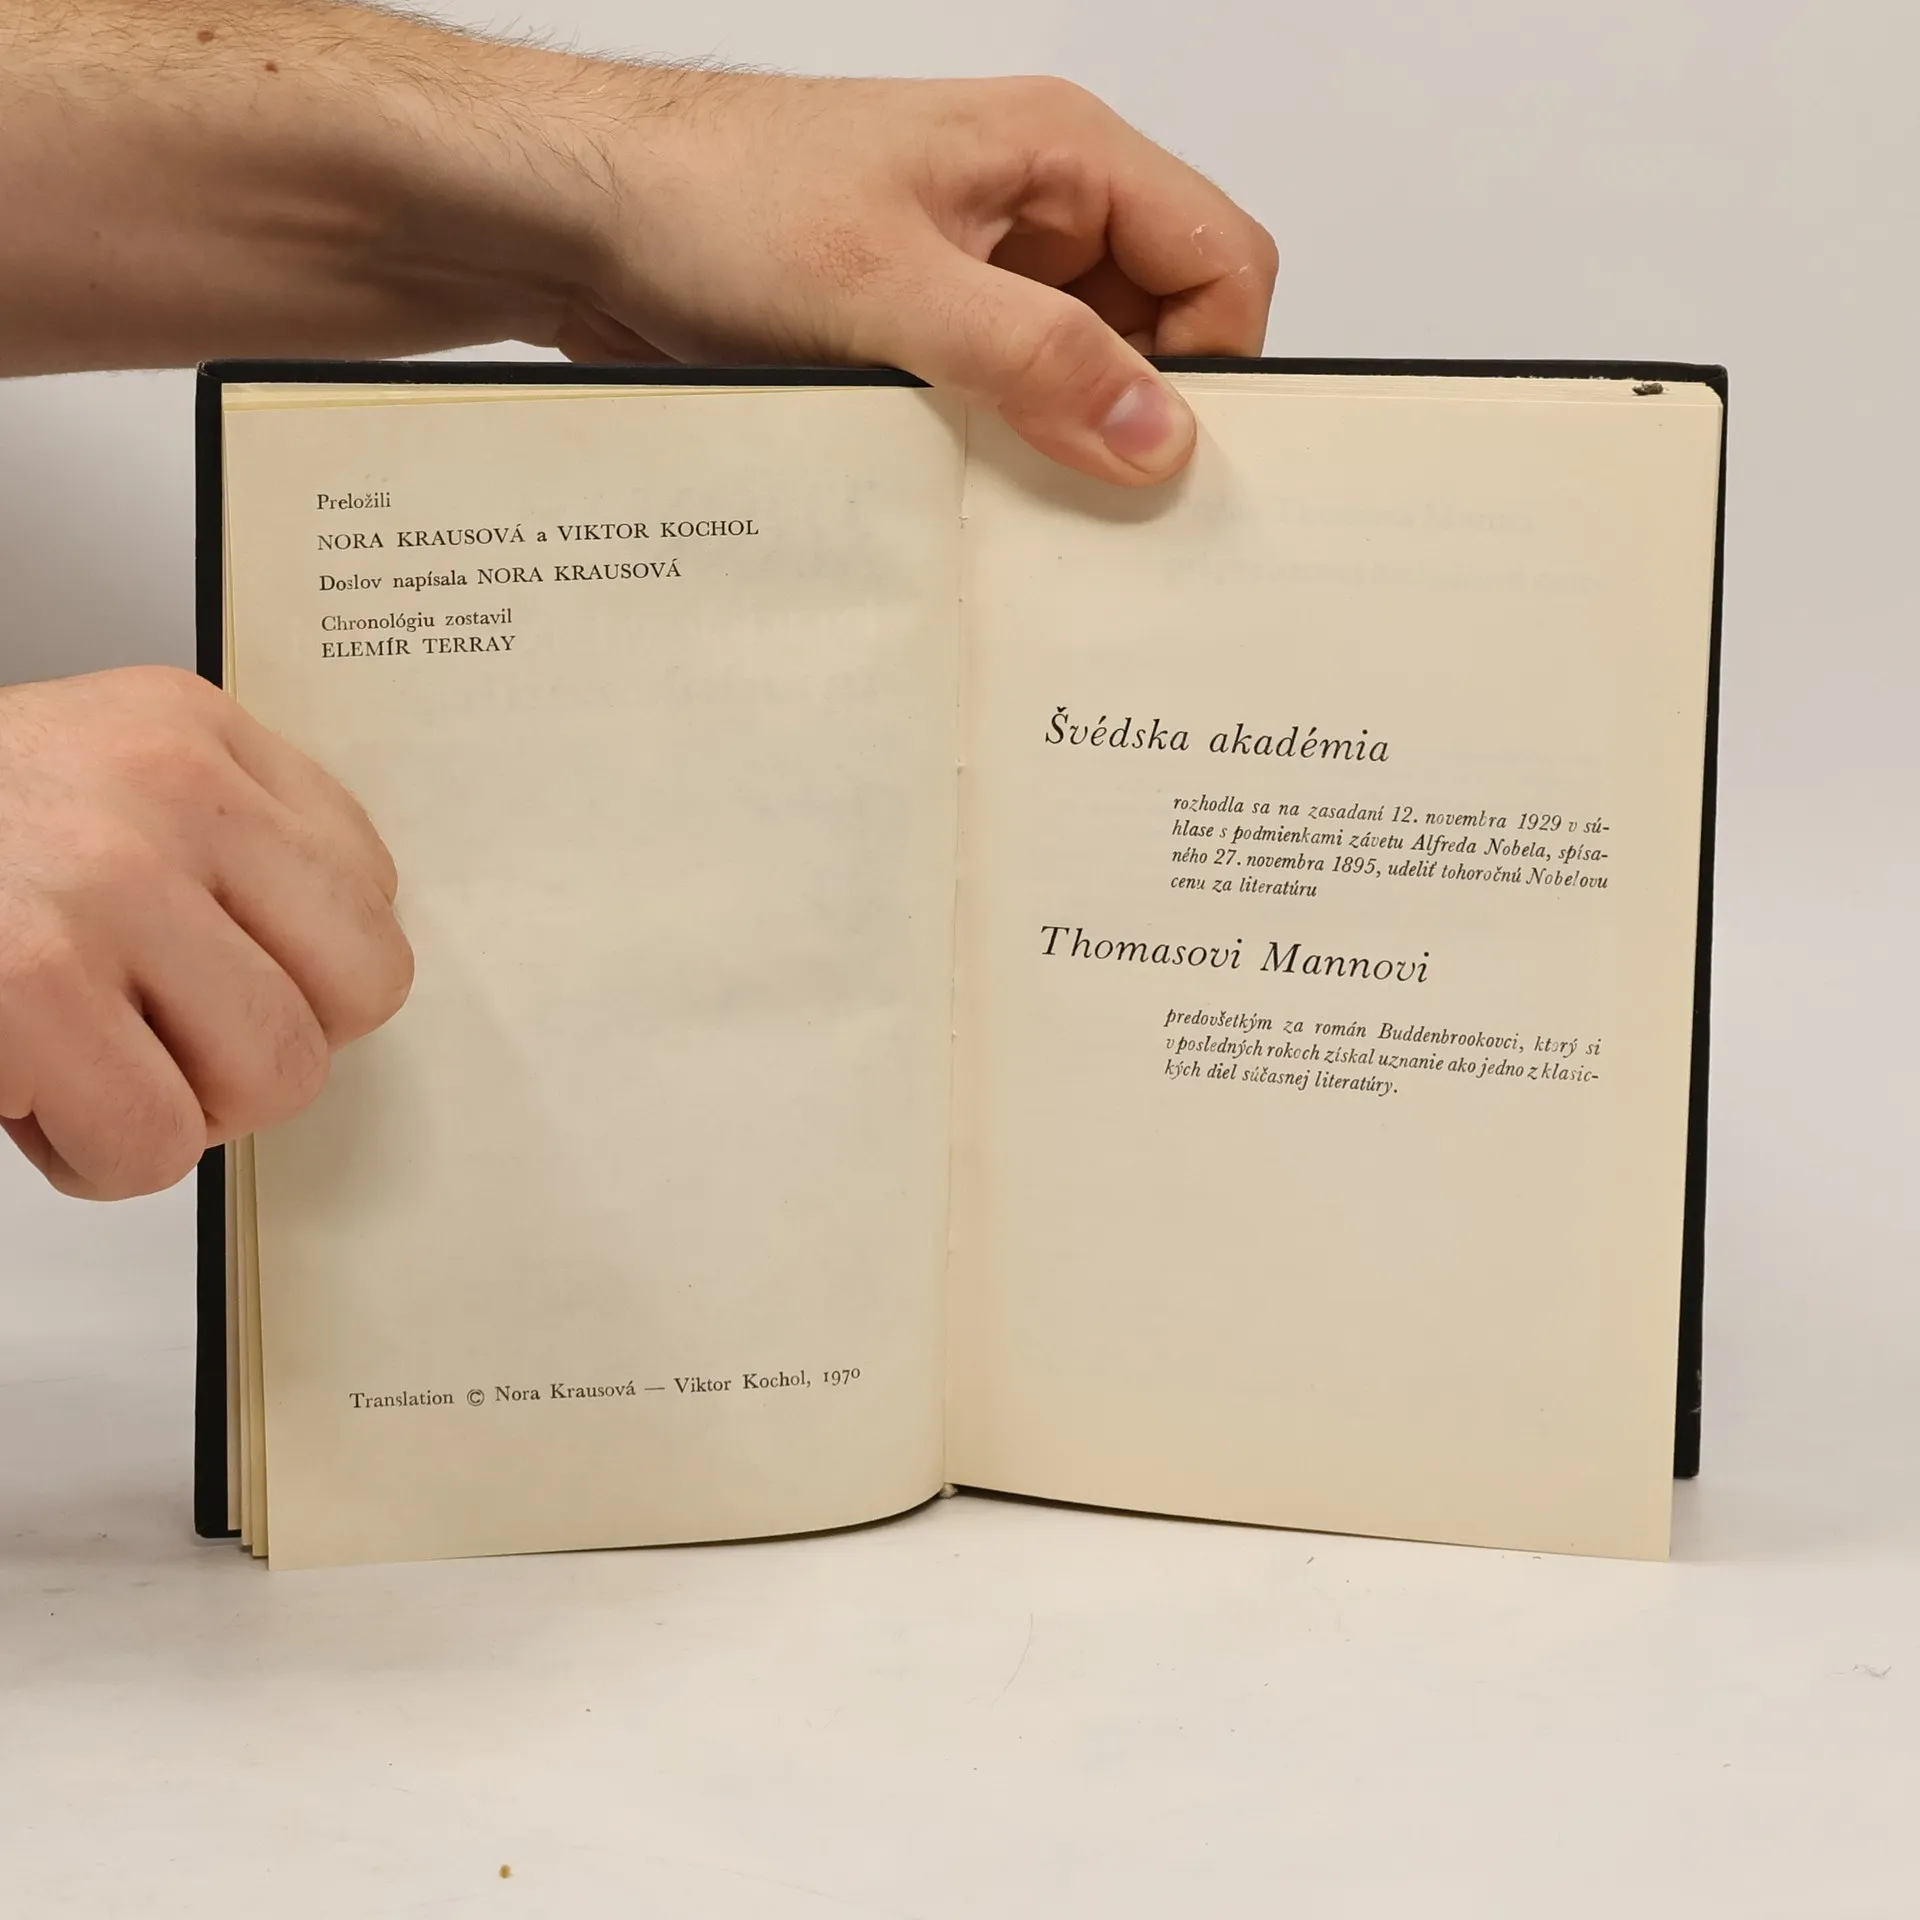 Preložili
NORA KRAUSOVÁ a VIKTOR KOCHOL
Doslov napísala NORA KRAUSOVÁ
Chronológiu zostavil
ELEMÍR TERRAY
Translation © Nora Krausová — Viktor Kochol, 1970
Švédska akadémia
rozhodla sa na zasadaní 12. novembra 1929 v sú-
hlase s podmienkami závetu Alfreda Nobela, spísa-
ného 27. novembra 1895, udeliť tohoročnú Nobelovu
cenu za literatúru
Thomasovi Mannovi
predovšetkým za román Buddenbrookovci, ktorý si
v posledných rokoch získal uznanie ako jedno z klasic-
kých diel súčasnej literatúry.